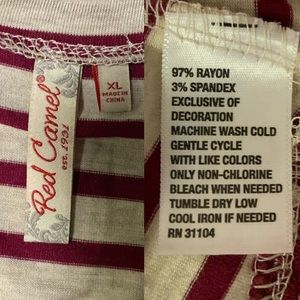 Red Camel
est. 1931
XL
MADE IN
CHINA
97% RAYON
3% SPANDEX
EXCLUSIVE OF
DECORATION
MACHINE WASH COLD
GENTLE CYCLE
WITH LIKE COLORS
ONLY NON-CHLORINE
BLEACH WHEN NEEDED
TUMBLE DRY LOW
COOL IRON IF NEEDED
RN 31104